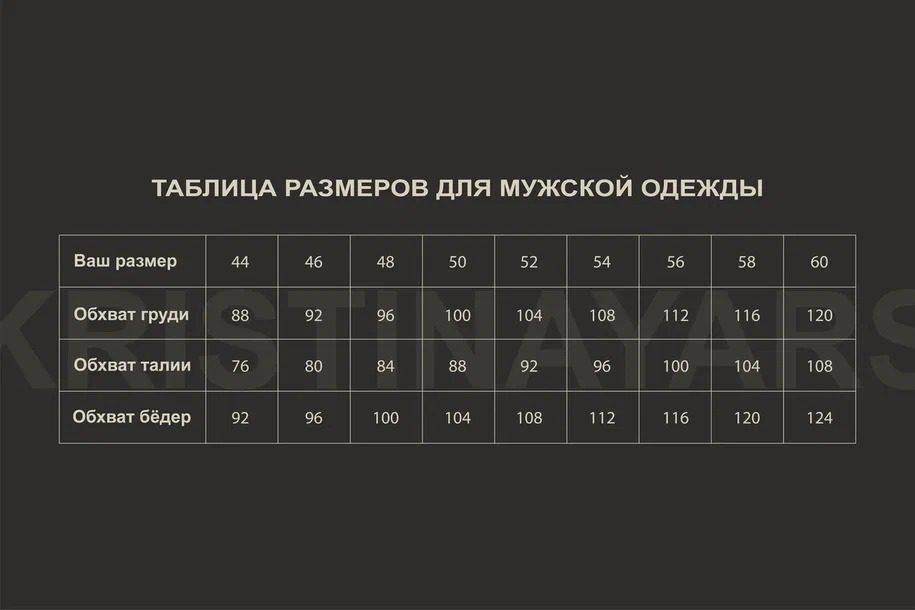 ТАБЛИЦА РАЗМЕРОВ ДЛЯ МУЖСКОЙ ОДЕЖДЫ
Ваш размер 44 46 48 50 52 54 56 58 60
Обхват груди 88 92 96 100 104 108 112 116 120
KRISTINAYARS
Обхват талии 76 80 84 88 92 96 100 104 108
Обхват бёдер 92 96 100 104 108 112 116 120 124